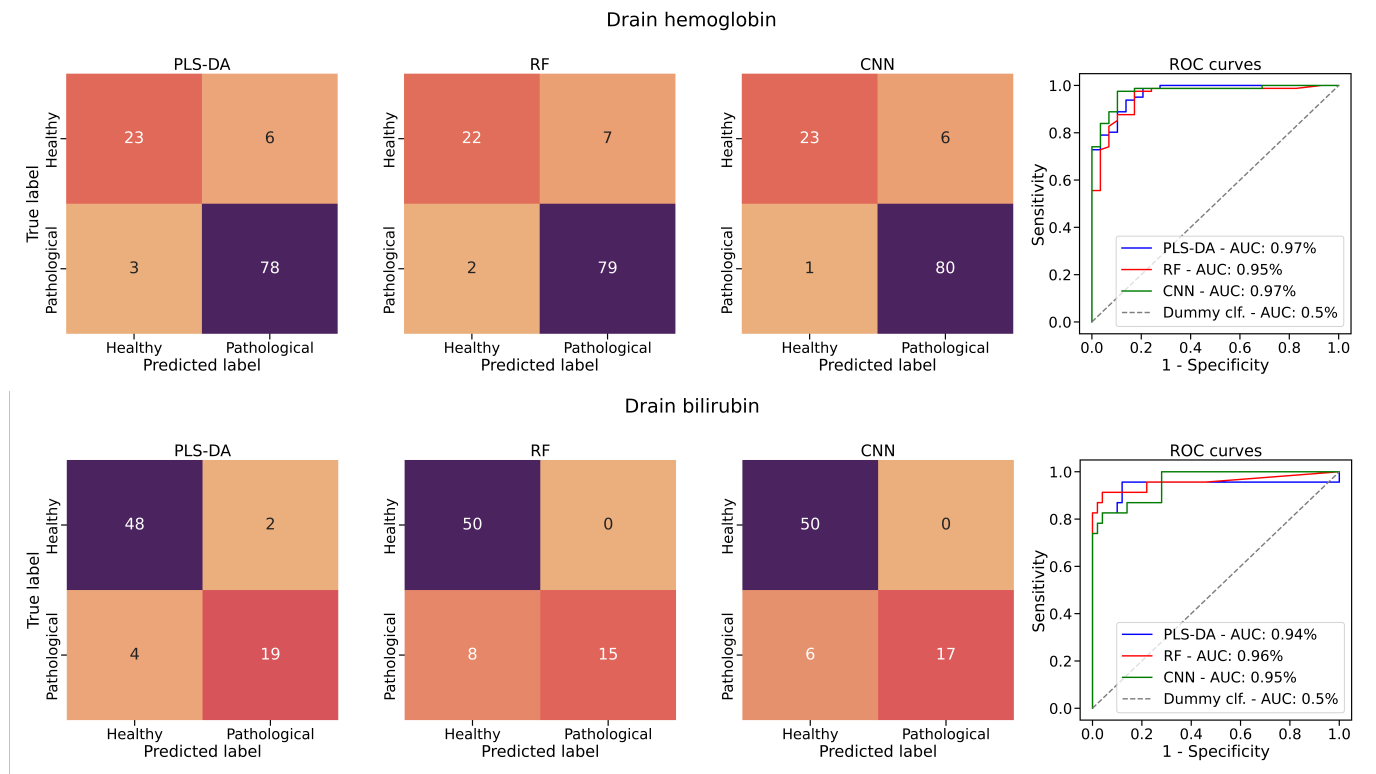 Drain hemoglobin
PLS-DA
True label
Healthy
Pathological
23
6
3
78
Healthy
Pathological
Predicted label
RF
Healthy
Pathological
22
7
2
79
Healthy
Pathological
Predicted label
CNN
Healthy
Pathological
23
6
1
80
Healthy
Pathological
Predicted label
ROC curves
Sensitivity
1.0
0.8
0.6
0.4
0.2
0.0
PLS-DA - AUC: 0.97%
RF - AUC: 0.95%
CNN - AUC: 0.97%
Dummy clf. - AUC: 0.5%
0.0 0.2 0.4 0.6 0.8 1.0
1 - Specificity
Drain bilirubin
PLS-DA
True label
Healthy
Pathological
48
2
4
19
Healthy
Pathological
Predicted label
RF
Healthy
Pathological
50
0
8
15
Healthy
Pathological
Predicted label
CNN
Healthy
Pathological
50
0
6
17
Healthy
Pathological
Predicted label
ROC curves
Sensitivity
1.0
0.8
0.6
0.4
0.2
0.0
PLS-DA - AUC: 0.94%
RF - AUC: 0.96%
CNN - AUC: 0.95%
Dummy clf. - AUC: 0.5%
0.0 0.2 0.4 0.6 0.8 1.0
1 - Specificity